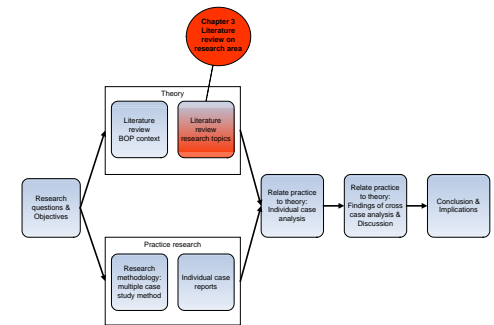 Chapter 3
Literature
review on
research area
Theory
Literature
review
BOP context
Literature
review
research topics
Research
questions &
Objectives
Relate practice
to theory:
Individual case
analysis
Relate practice
to theory:
Findings of cross
case analysis &
Discussion
Conclusion &
Implications
Practice research
Research
methodology:
multiple case
study method
Individual case
reports